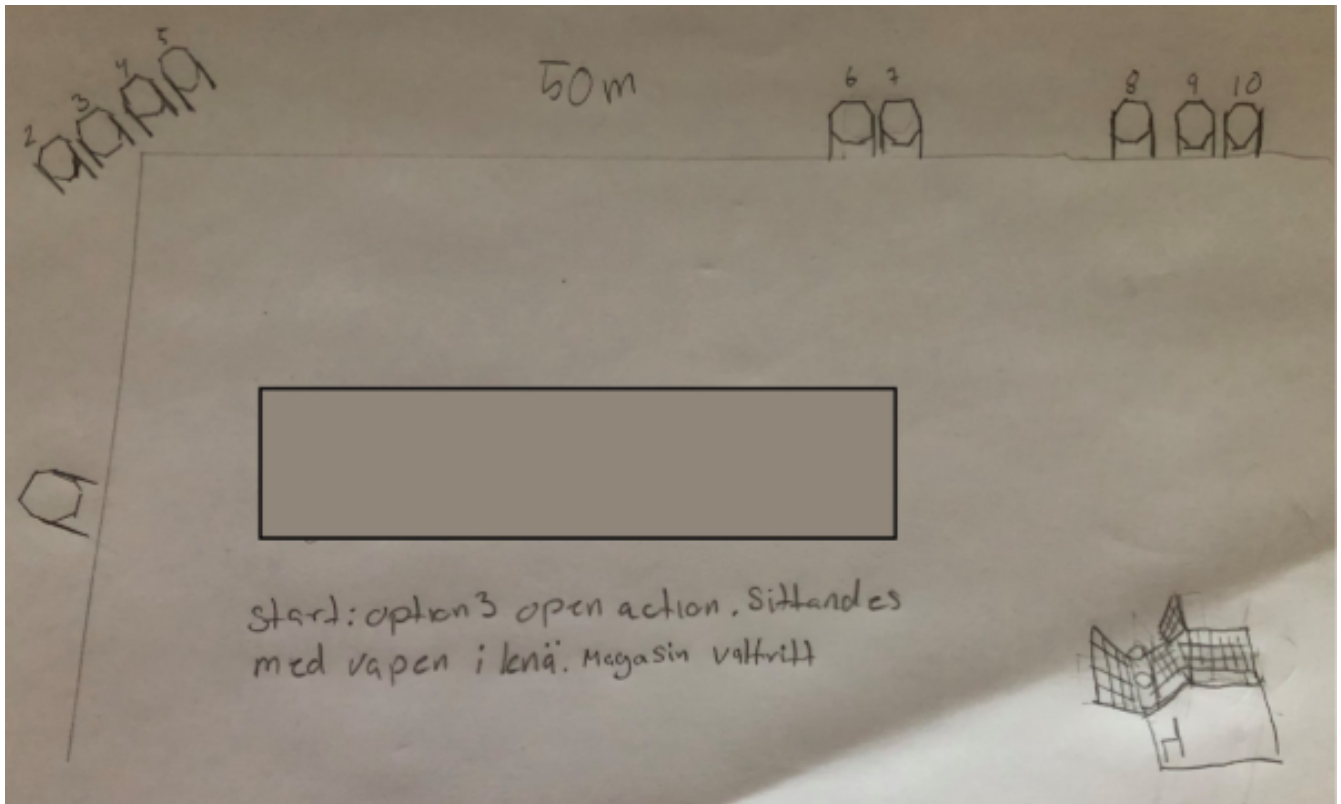 5
4
3
2
50m
6 7
8 9 10
Start: option 3 open action. Sittandes
med vapen i knä. Magasin valfritt